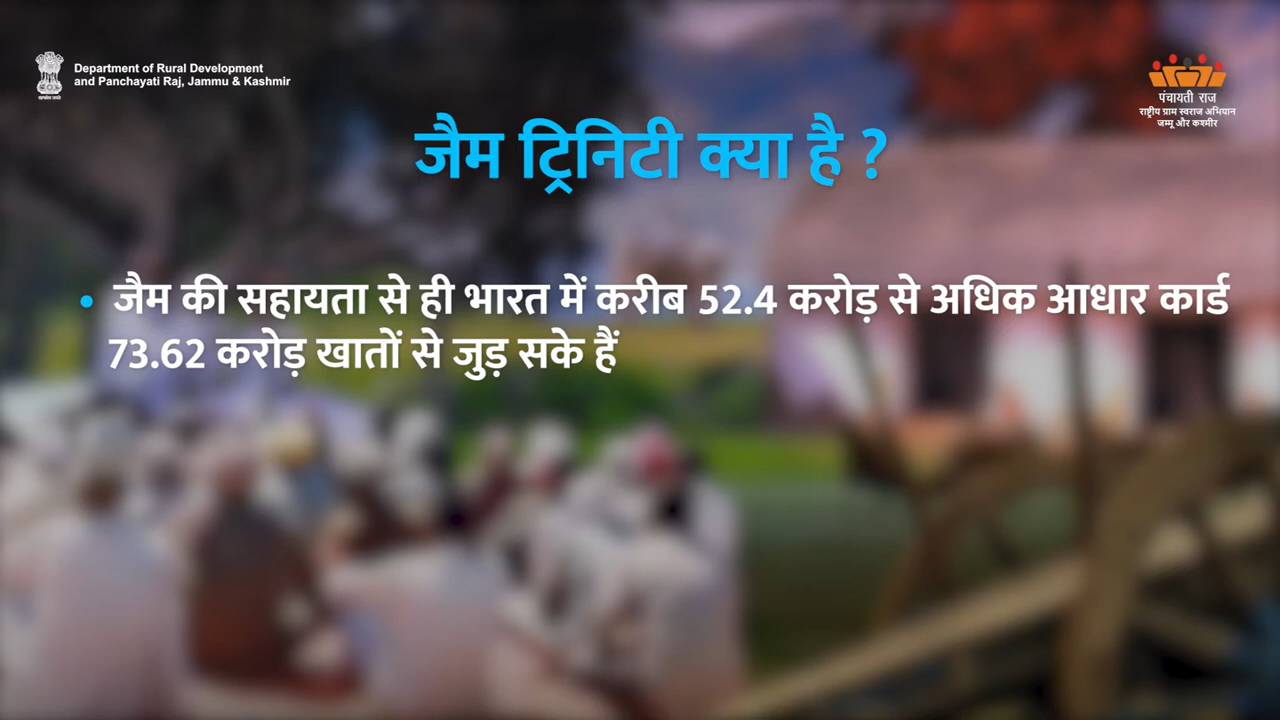 Department of Rural Development
and Panchayati Raj, Jammu & Kashmir
पंचायती राज
राष्ट्रीय ग्राम स्वराज अभियान
जम्मू और कश्मीर
जैम ट्रिनिटी क्या है ?
• जैम की सहायता से ही भारत में करीब 52.4 करोड़ से अधिक आधार कार्ड
73.62 करोड़ खातों से जुड़ सके हैं